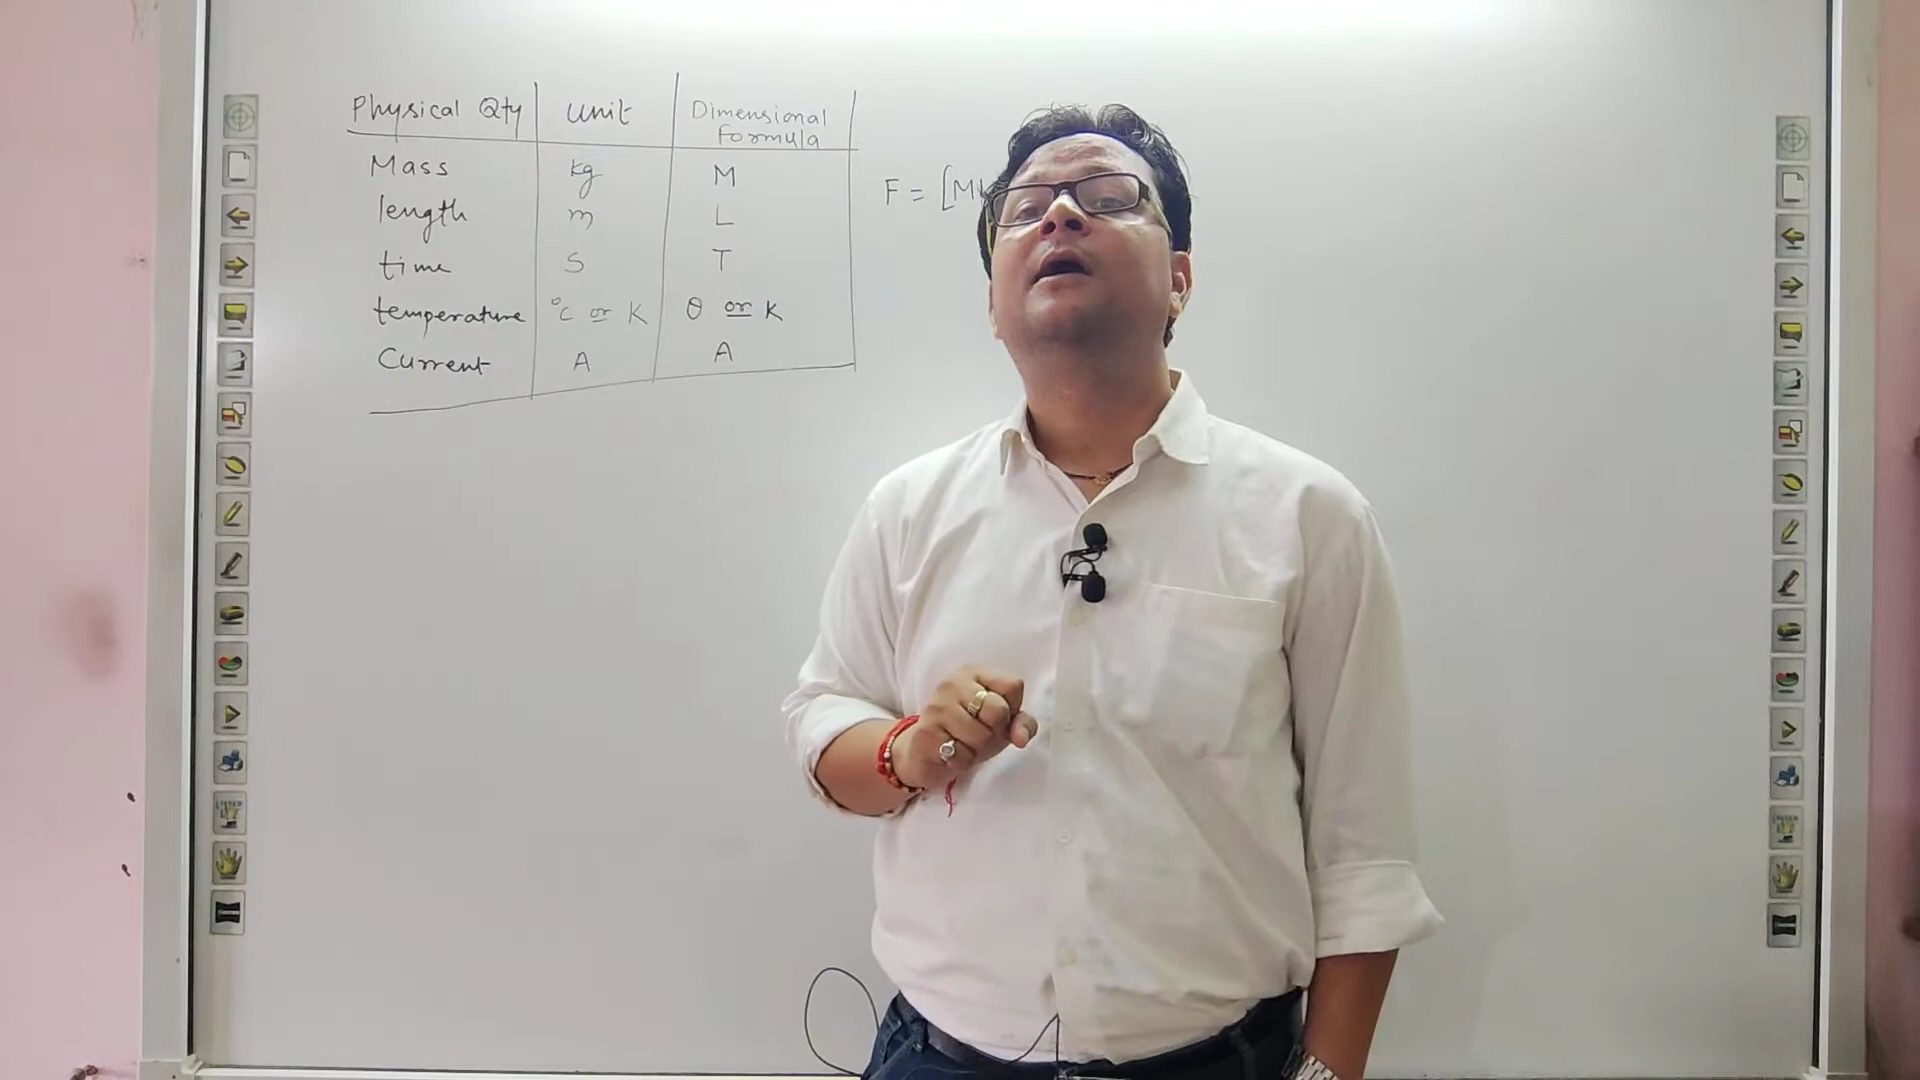 Physical Qty unit Dimensional
Formula
Mass kg M
length m L
time S T
temperature °C or K θ or K
Current A A
F = [M